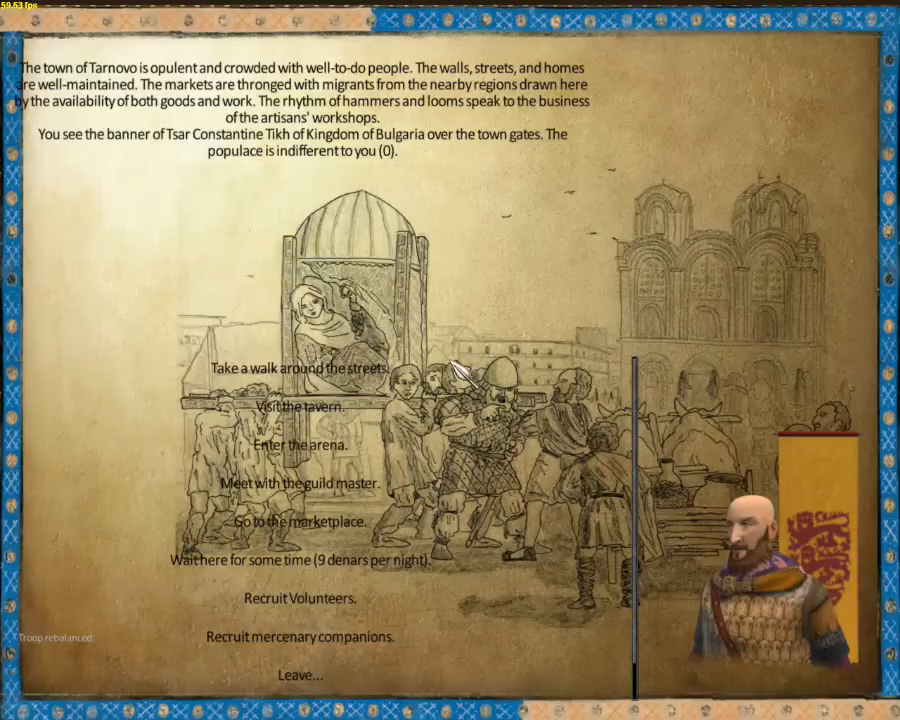 59.53 fps
The town of Tarnovo is opulent and crowded with well-to-do people. The walls, streets, and homes
are well-maintained. The markets are thronged with migrants from the nearby regions drawn here
by the availability of both goods and work. The rhythm of hammers and looms speak to the business
of the artisans' workshops.
You see the banner of Tsar Constantine Tikh of Kingdom of Bulgaria over the town gates. The
populace is indifferent to you (0).
Take a walk around the streets.
Visit the tavern.
Enter the arena.
Meet with the guild master.
Go to the marketplace.
Wait here for some time (9 denars per night).
Recruit Volunteers.
Troop rebalanced.
Recruit mercenary companions.
Leave...